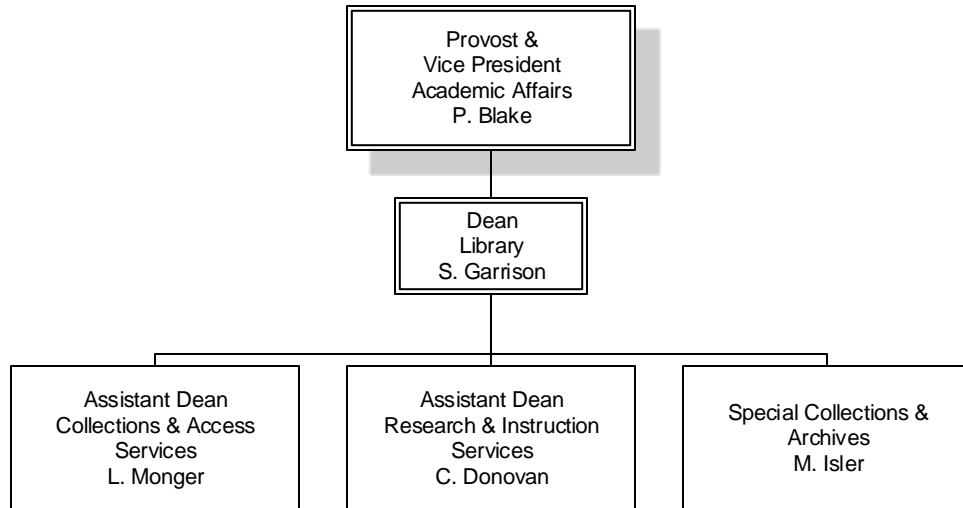 Provost &
Vice President
Academic Affairs
P. Blake
Dean
Library
S. Garrison
Assistant Dean
Collections & Access
Services
L. Monger
Assistant Dean
Research & Instruction
Services
C. Donovan
Special Collections &
Archives
M. Isler